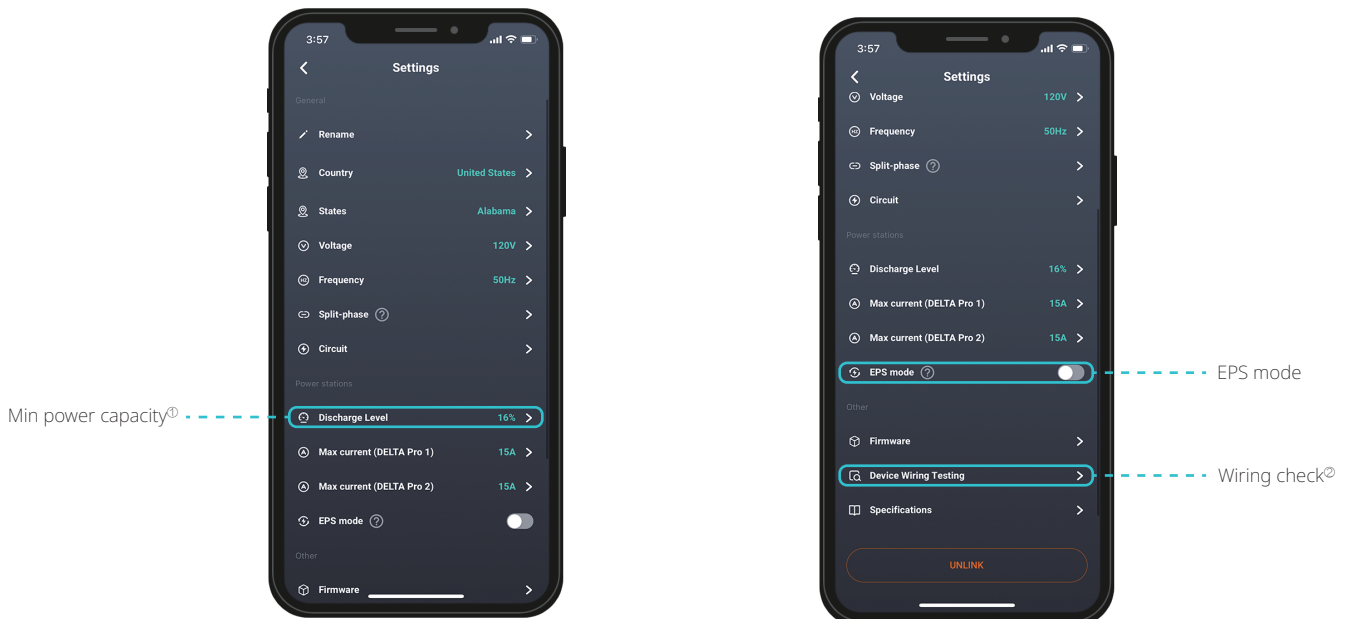 3:57
Settings
General
Rename
Country United States
States Alabama
Voltage 120V
Frequency 50Hz
Split-phase ?
Circuit
Power stations
Min power capacity①
Discharge Level 16%
Max current (DELTA Pro 1) 15A
Max current (DELTA Pro 2) 15A
EPS mode ?
Other
Firmware
3:57
Settings
Voltage 120V
Frequency 50Hz
Split-phase ?
Circuit
Power stations
Discharge Level 16%
Max current (DELTA Pro 1) 15A
Max current (DELTA Pro 2) 15A
EPS mode ?
EPS mode
Other
Firmware
Device Wiring Testing
Wiring check②
Specifications
UNLINK